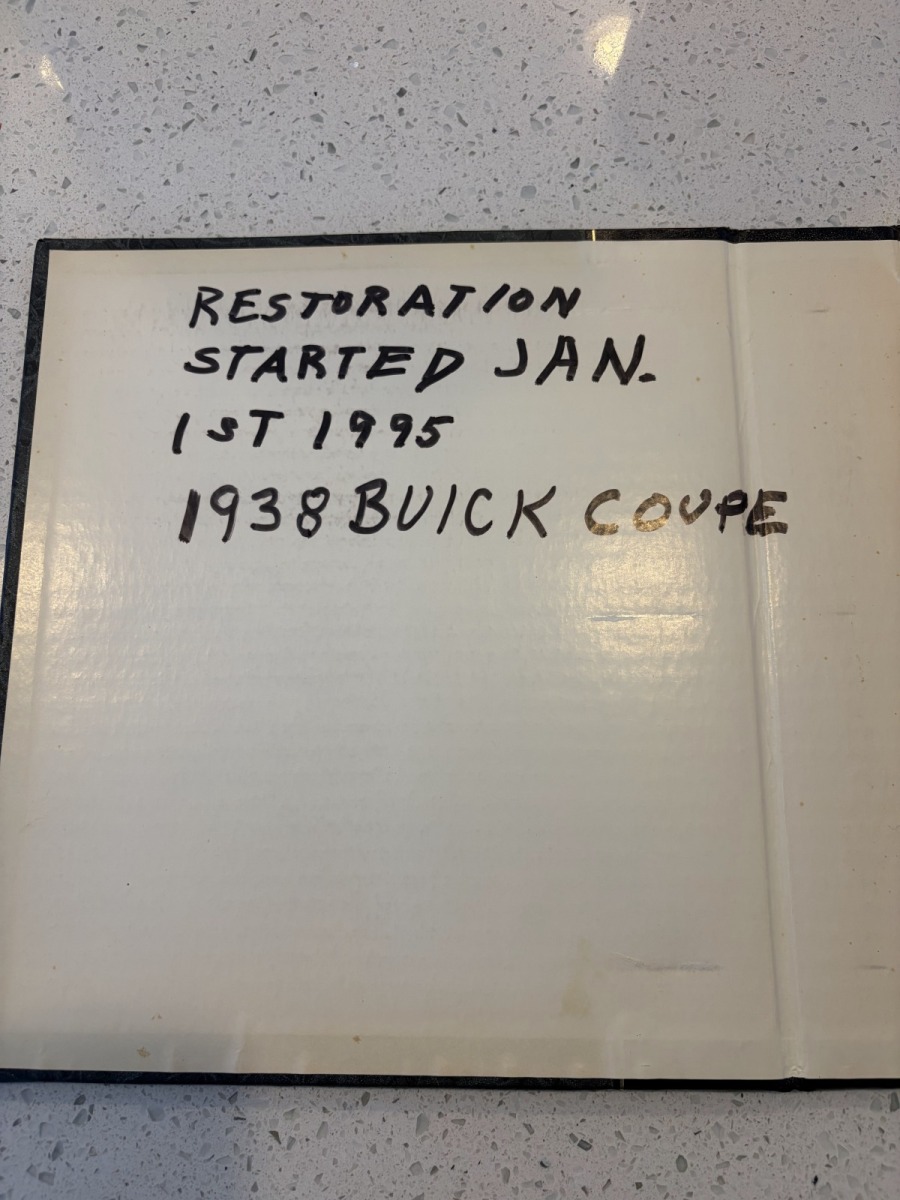 RESTORATION
STARTED JAN.
1ST 1995
1938 BUICK COUPE